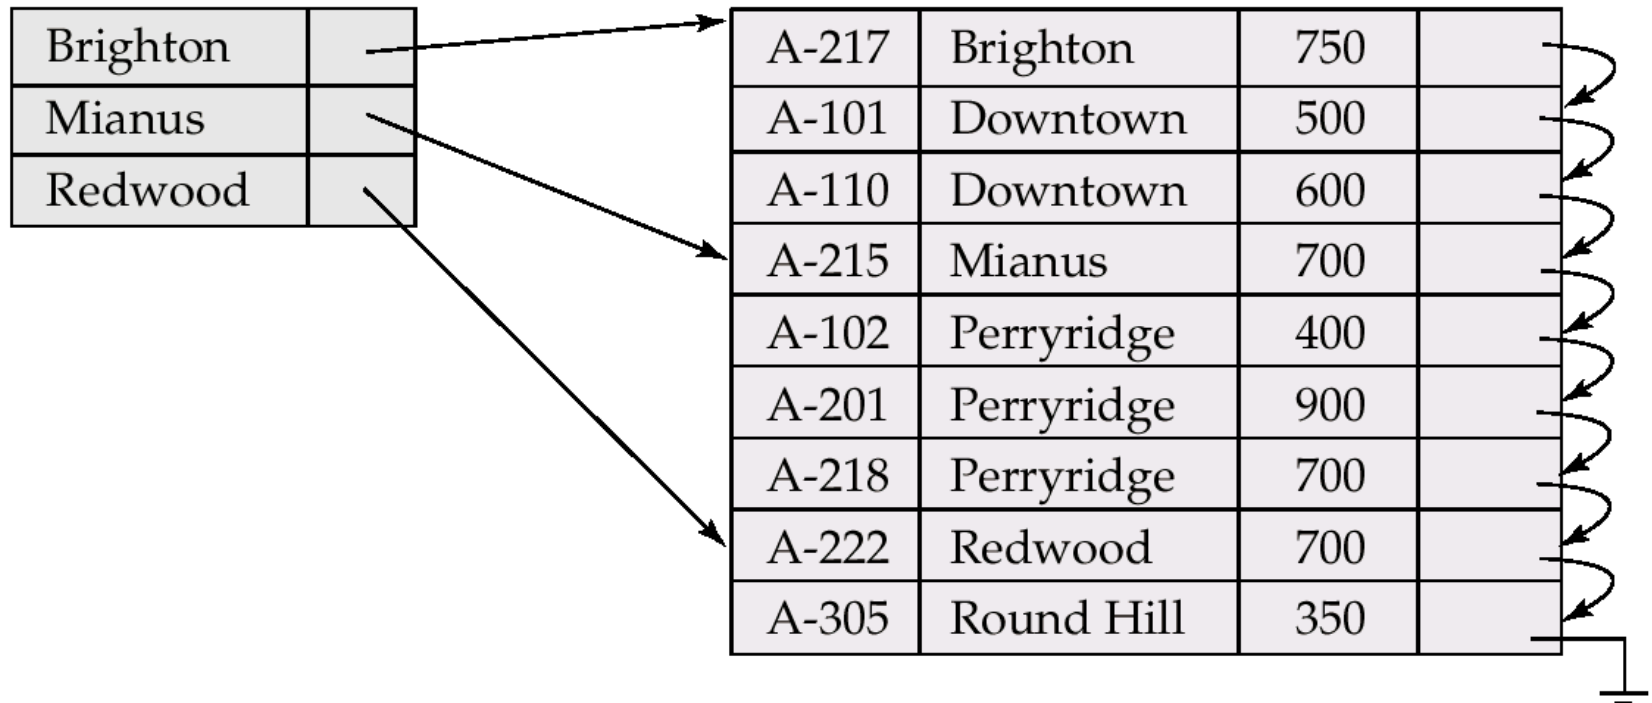 Brighton
Mianus
Redwood
A-217 Brighton 750
A-101 Downtown 500
A-110 Downtown 600
A-215 Mianus 700
A-102 Perryridge 400
A-201 Perryridge 900
A-218 Perryridge 700
A-222 Redwood 700
A-305 Round Hill 350